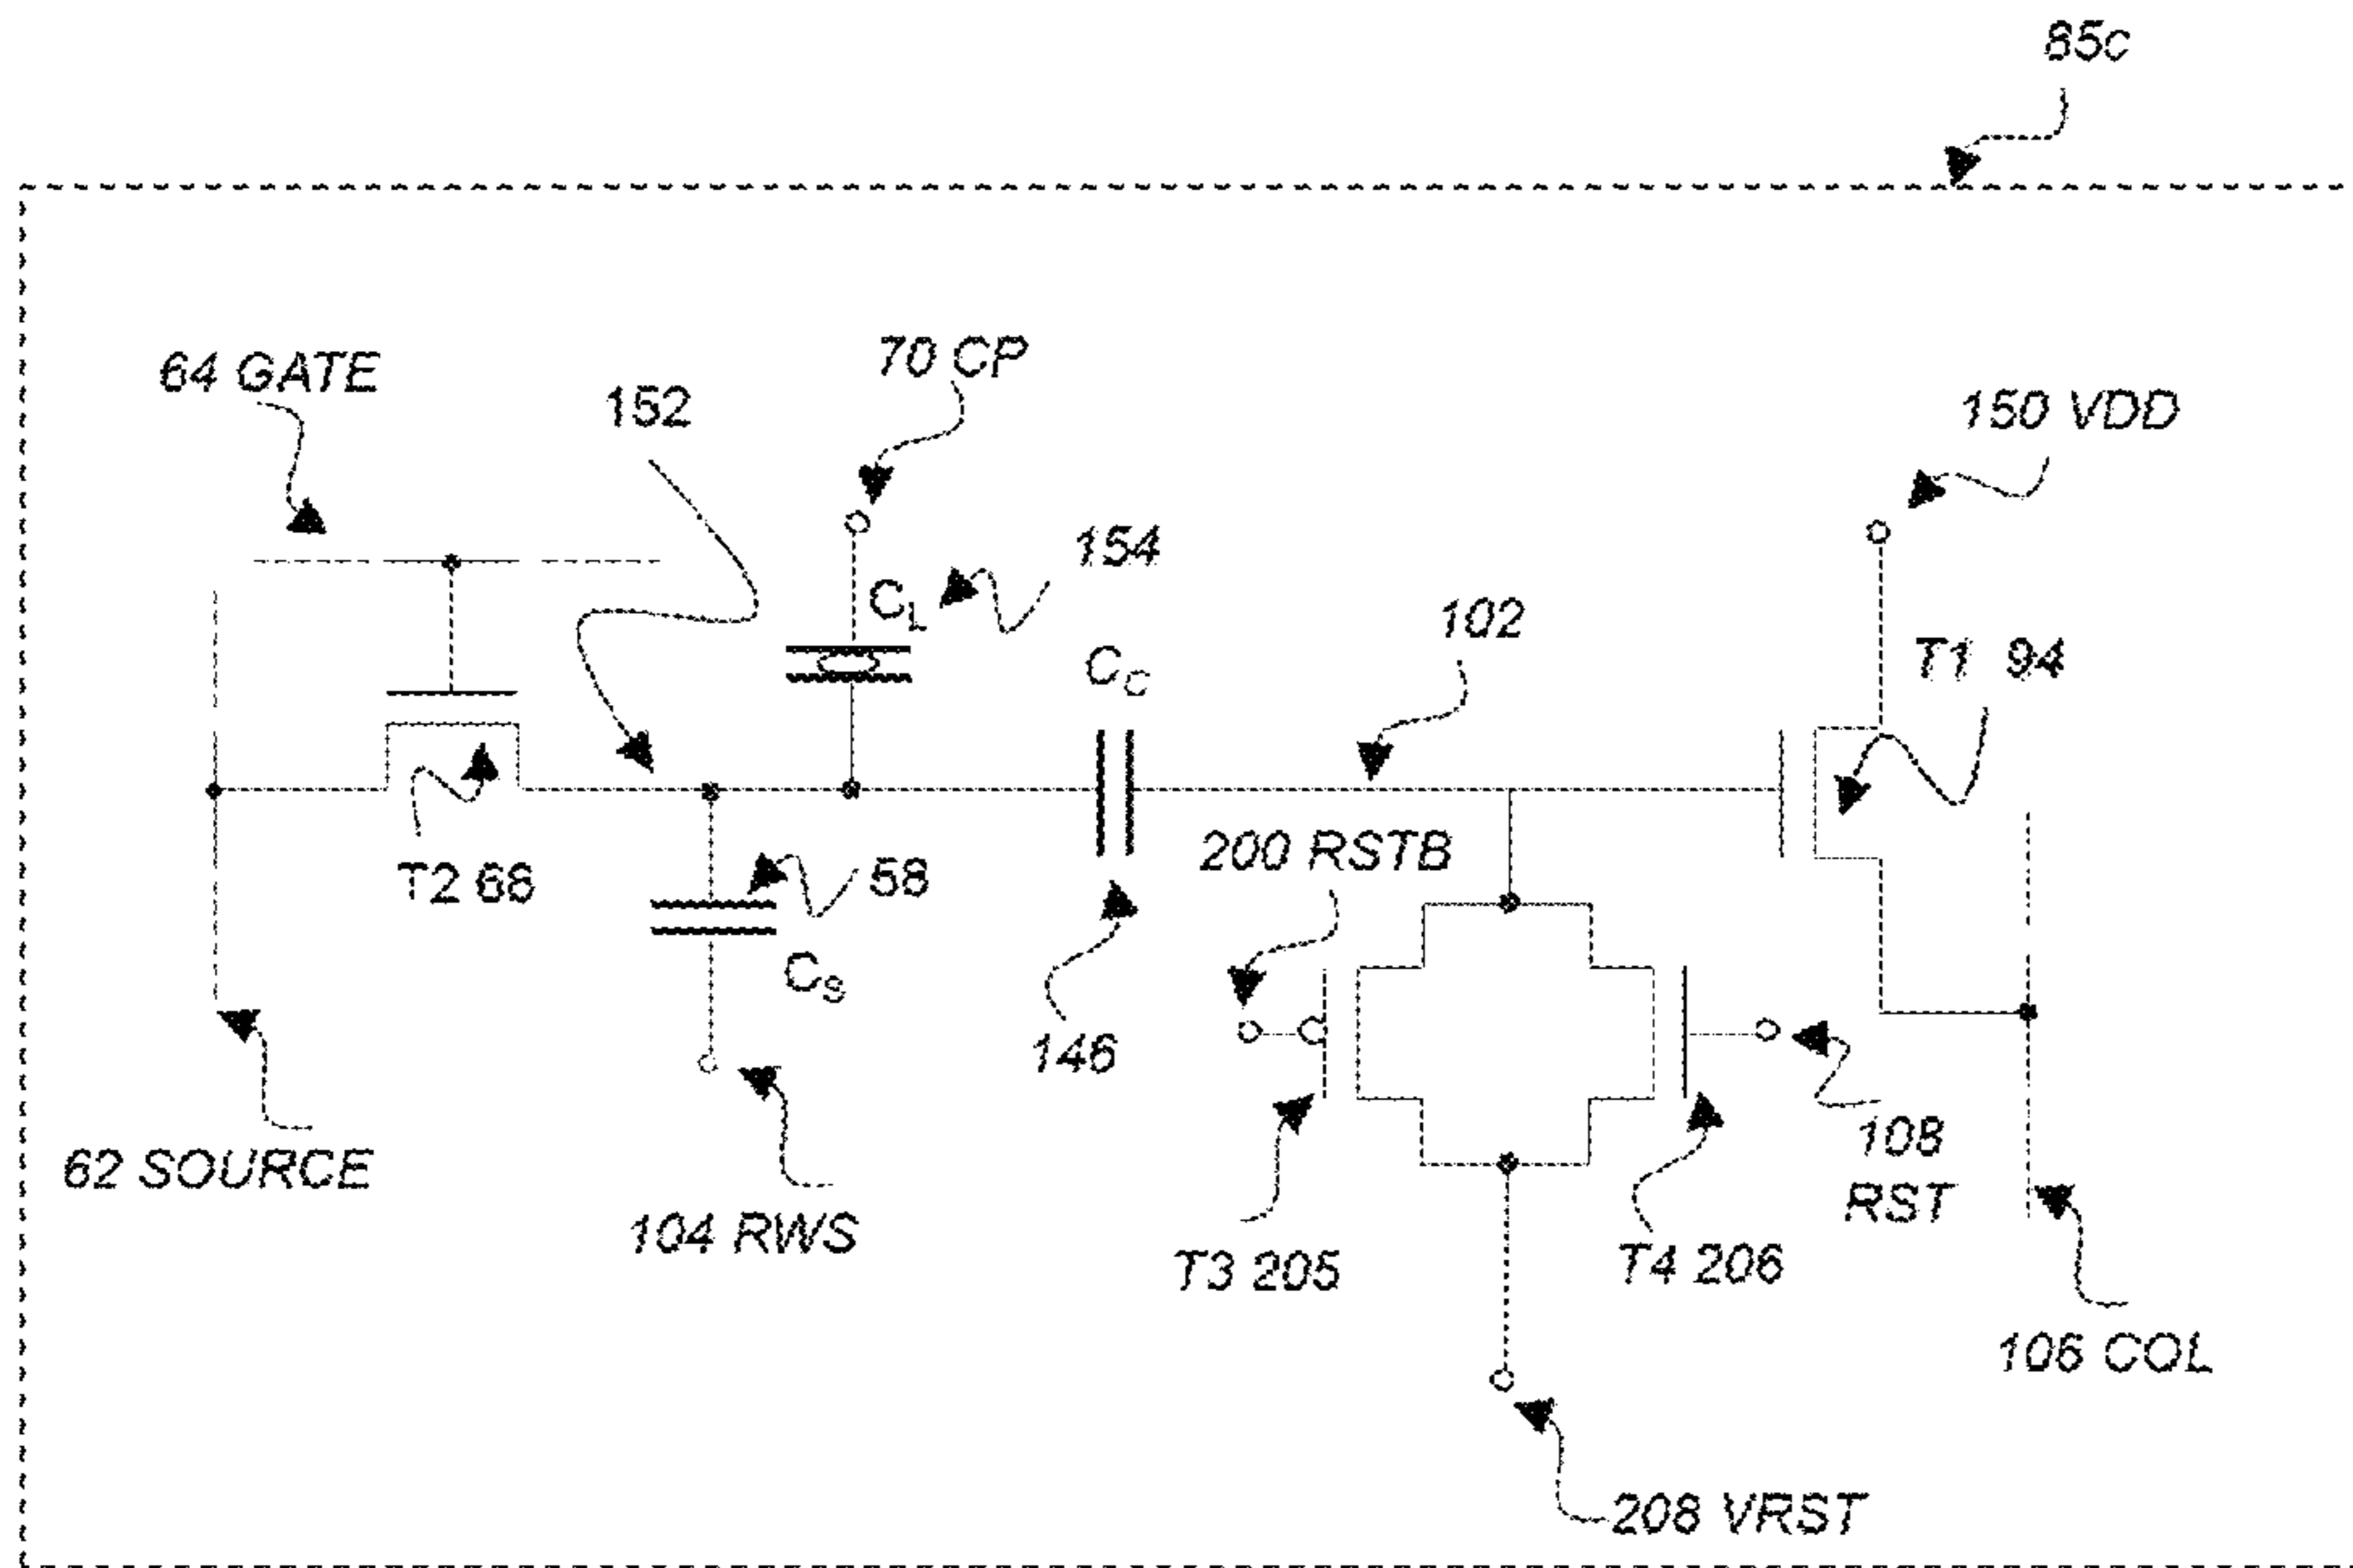 85c
64 GATE
152
70 CP
150 VDD
154
CL
102
CC
T1 94
200 RSTB
T2 68
58
CS
146
108
RST
62 SOURCE
104 RWS
T3 205
T4 206
106 COL
208 VRST